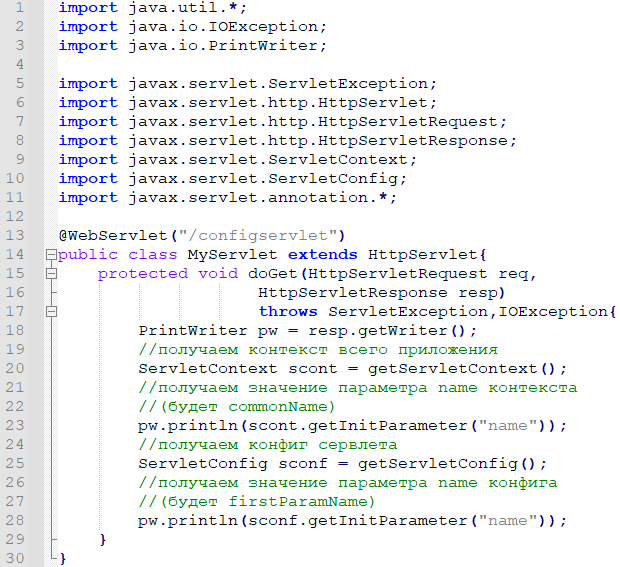 1 import java.util.*;
2 import java.io.IOException;
3 import java.io.PrintWriter;
4
5 import javax.servlet.ServletException;
6 import javax.servlet.http.HttpServlet;
7 import javax.servlet.http.HttpServletRequest;
8 import javax.servlet.http.HttpServletResponse;
9 import javax.servlet.ServletContext;
10 import javax.servlet.ServletConfig;
11 import javax.servlet.annotation.*;
12
13 @WebServlet("/configservlet")
14 public class MyServlet extends HttpServlet{
15     protected void doGet(HttpServletRequest req,
16                     HttpServletResponse resp)
17                     throws ServletException,IOException{
18         PrintWriter pw = resp.getWriter();
19         //получаем контекст всего приложения
20         ServletContext scont = getServletContext();
21         //получаем значение параметра name контекста
22         //(будет commonName)
23         pw.println(scont.getInitParameter("name"));
24         //получаем конфиг сервлета
25         ServletConfig sconf = getServletConfig();
26         //получаем значение параметра name конфига
27         //(будет firstParamName)
28         pw.println(sconf.getInitParameter("name"));
29     }
30 }